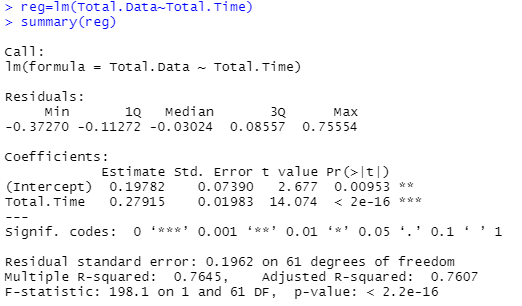 > reg=lm(Total.Data~Total.Time)
> summary(reg)
Call:
lm(formula = Total.Data ~ Total.Time)
Residuals:
Min 1Q Median 3Q Max
-0.37270 -0.11272 -0.03024 0.08557 0.75554
Coefficients:
Estimate Std. Error t value Pr(>|t|)
(Intercept) 0.19782 0.07390 2.677 0.00953 **
Total.Time 0.27915 0.01983 14.074 < 2e-16 ***
---
Signif. codes: 0 ‘***’ 0.001 ‘**’ 0.01 ‘*’ 0.05 ‘.’ 0.1 ‘ ’ 1
Residual standard error: 0.1962 on 61 degrees of freedom
Multiple R-squared: 0.7645, Adjusted R-squared: 0.7607
F-statistic: 198.1 on 1 and 61 DF, p-value: < 2.2e-16